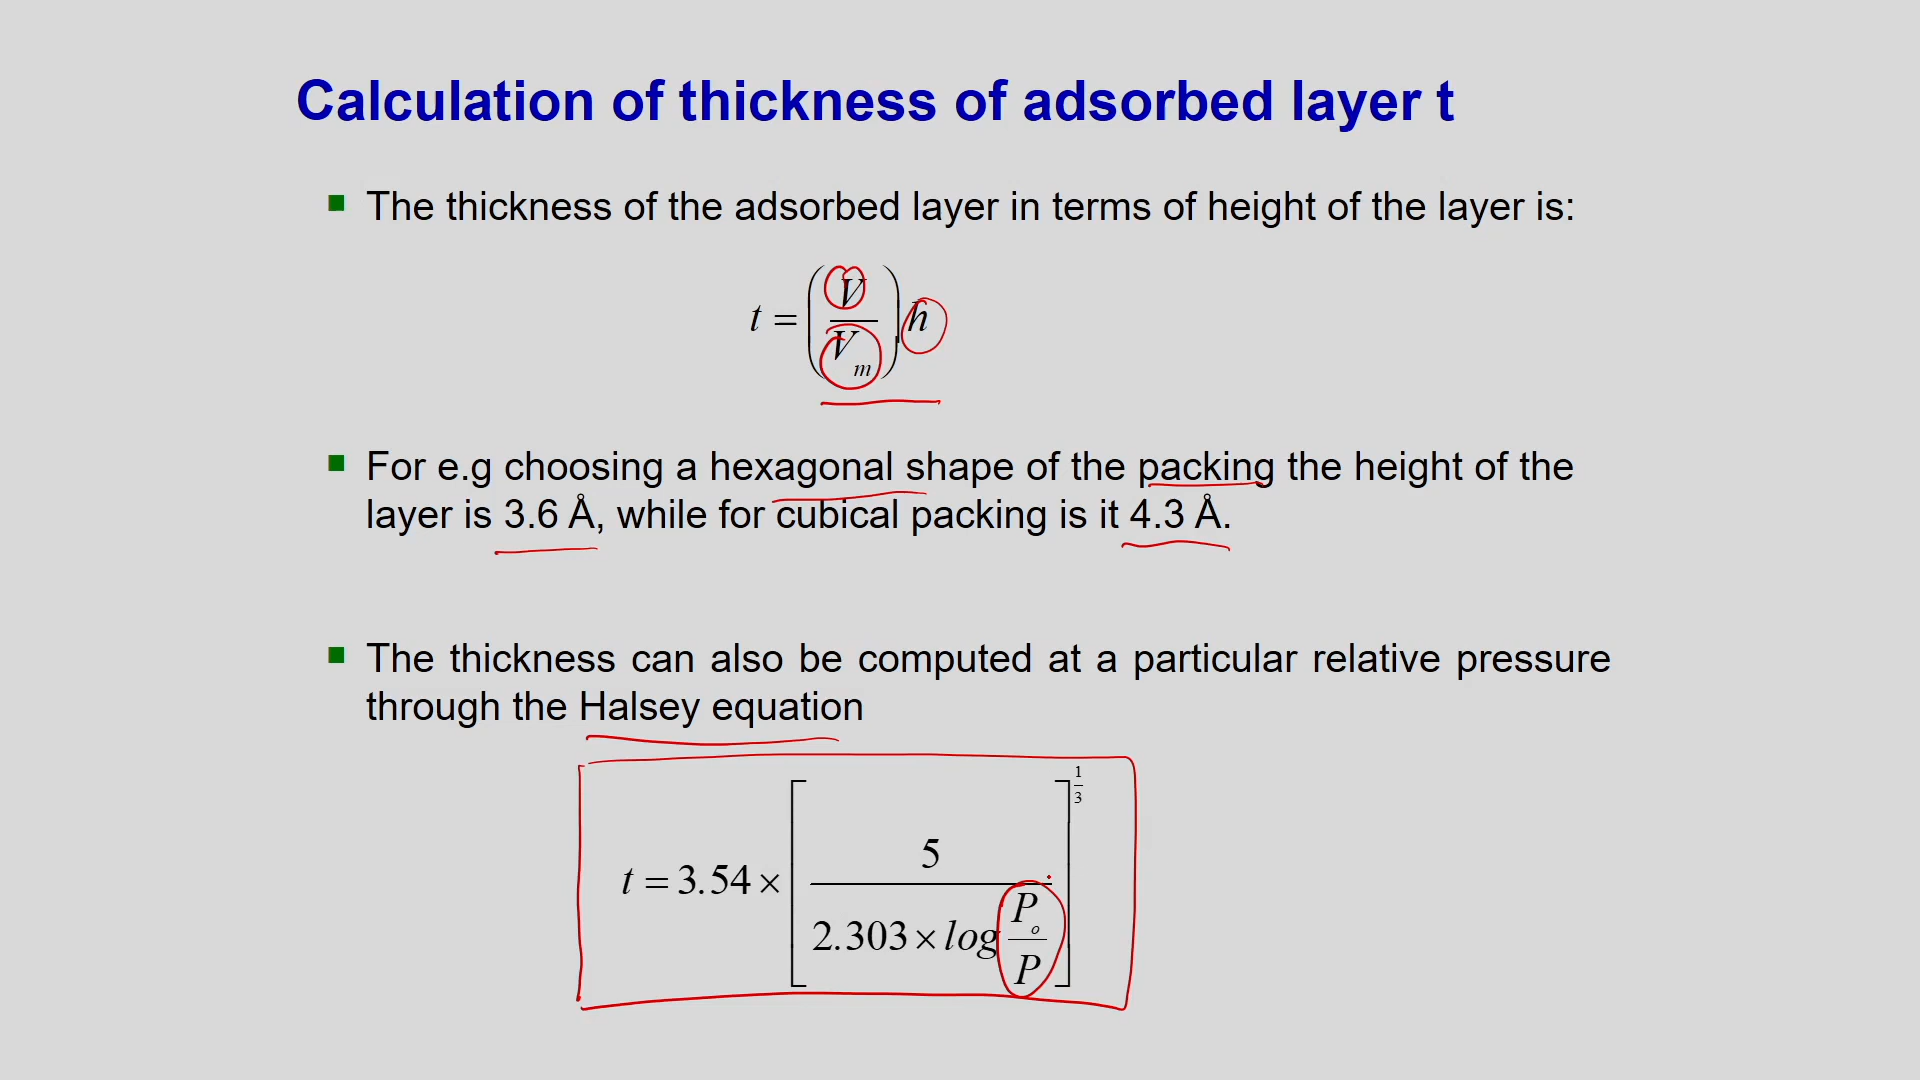 Calculation of thickness of adsorbed layer t
The thickness of the adsorbed layer in terms of height of the layer is:
t = (V / V_m) h
For e.g choosing a hexagonal shape of the packing the height of the
layer is 3.6 Å, while for cubical packing is it 4.3 Å.
The thickness can also be computed at a particular relative pressure
through the Halsey equation
t = 3.54 × [5 / (2.303 × log P_o / P)]^(1/3)